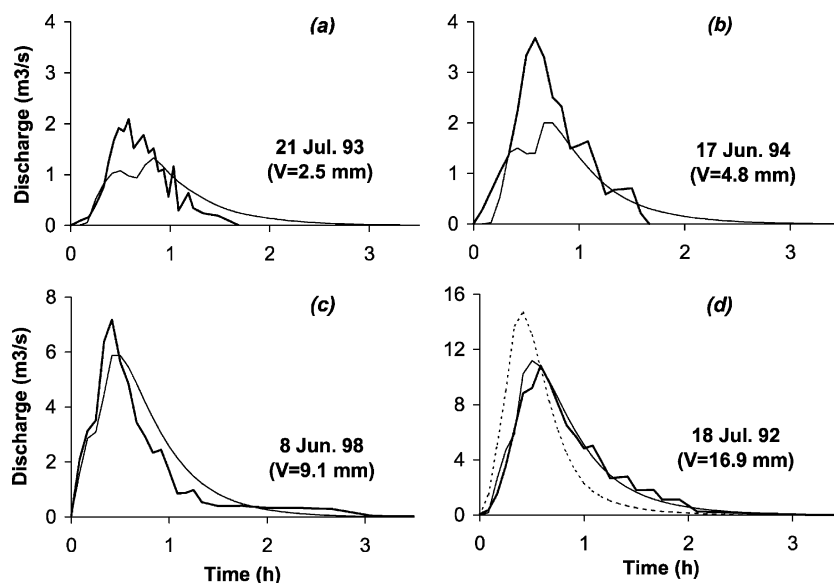 (a)
4
3
2
1
0
Discharge (m3/s)
21 Jul. 93
(V=2.5 mm)
0 1 2 3
(b)
4
3
2
1
0
17 Jun. 94
(V=4.8 mm)
0 1 2 3
(c)
8
6
4
2
0
Discharge (m3/s)
8 Jun. 98
(V=9.1 mm)
0 1 2 3
Time (h)
(d)
16
12
8
4
0
18 Jul. 92
(V=16.9 mm)
0 1 2 3
Time (h)